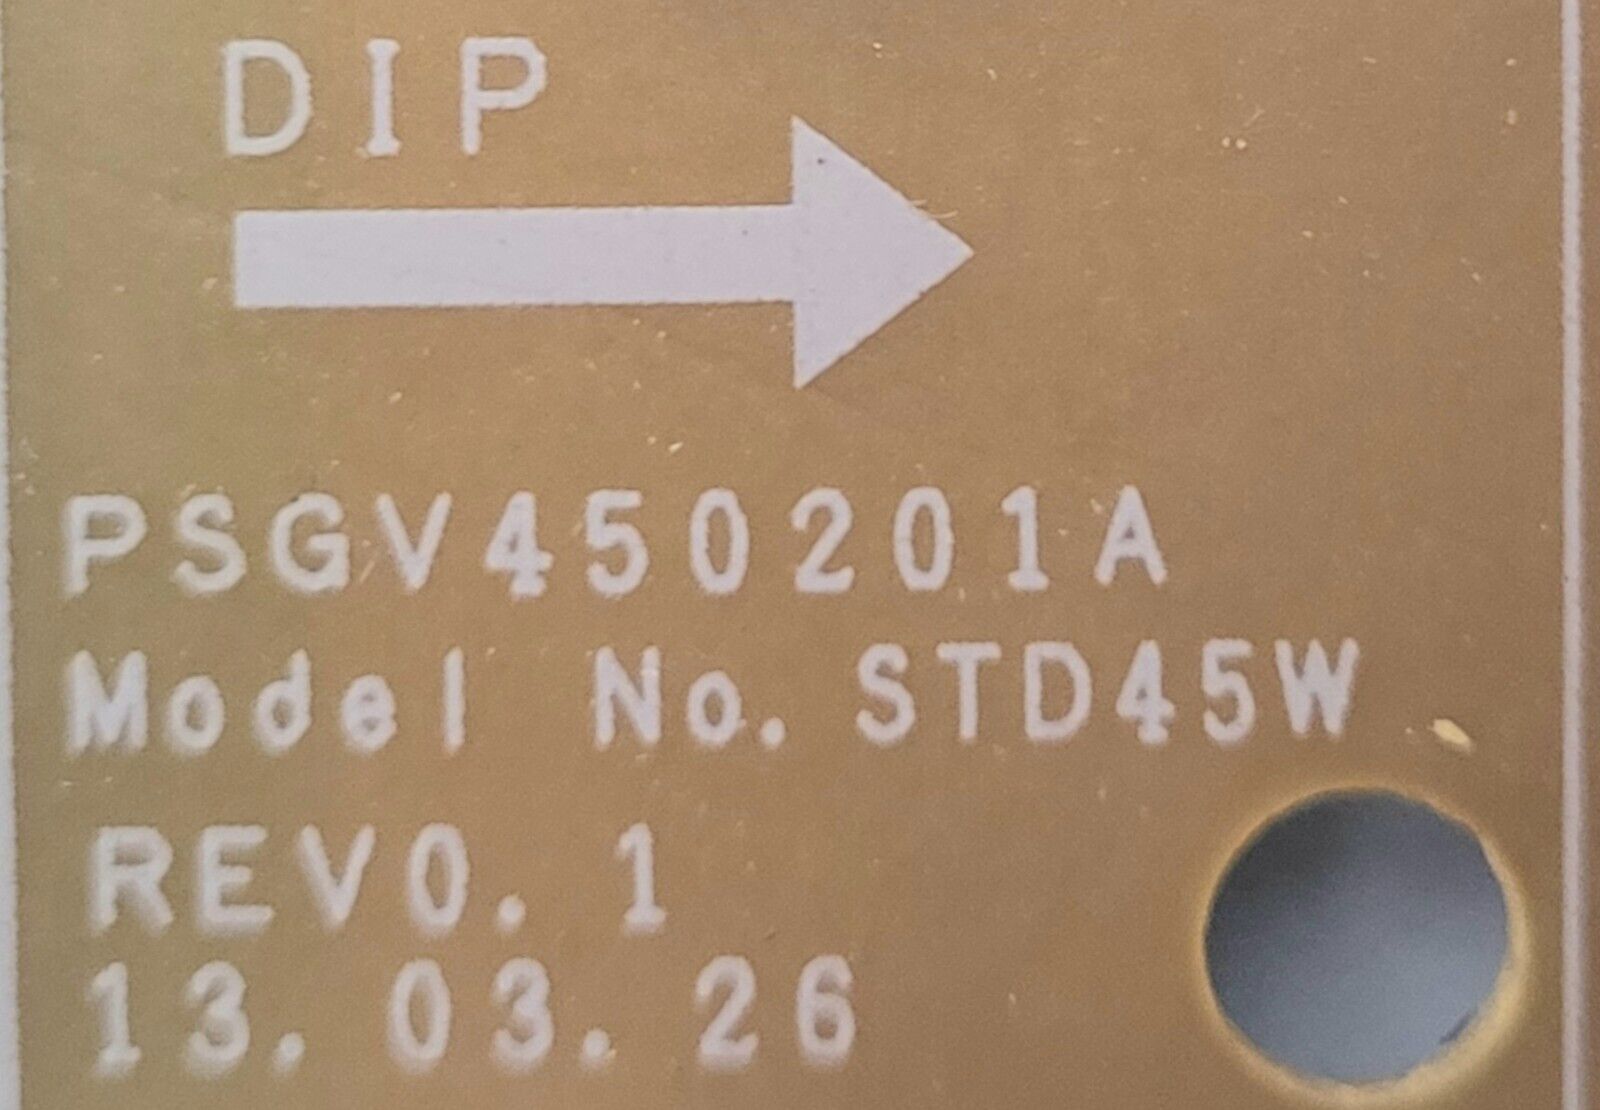 DIP
PSGV450201A
Model No. STD45W
REV0.1
13.03.26